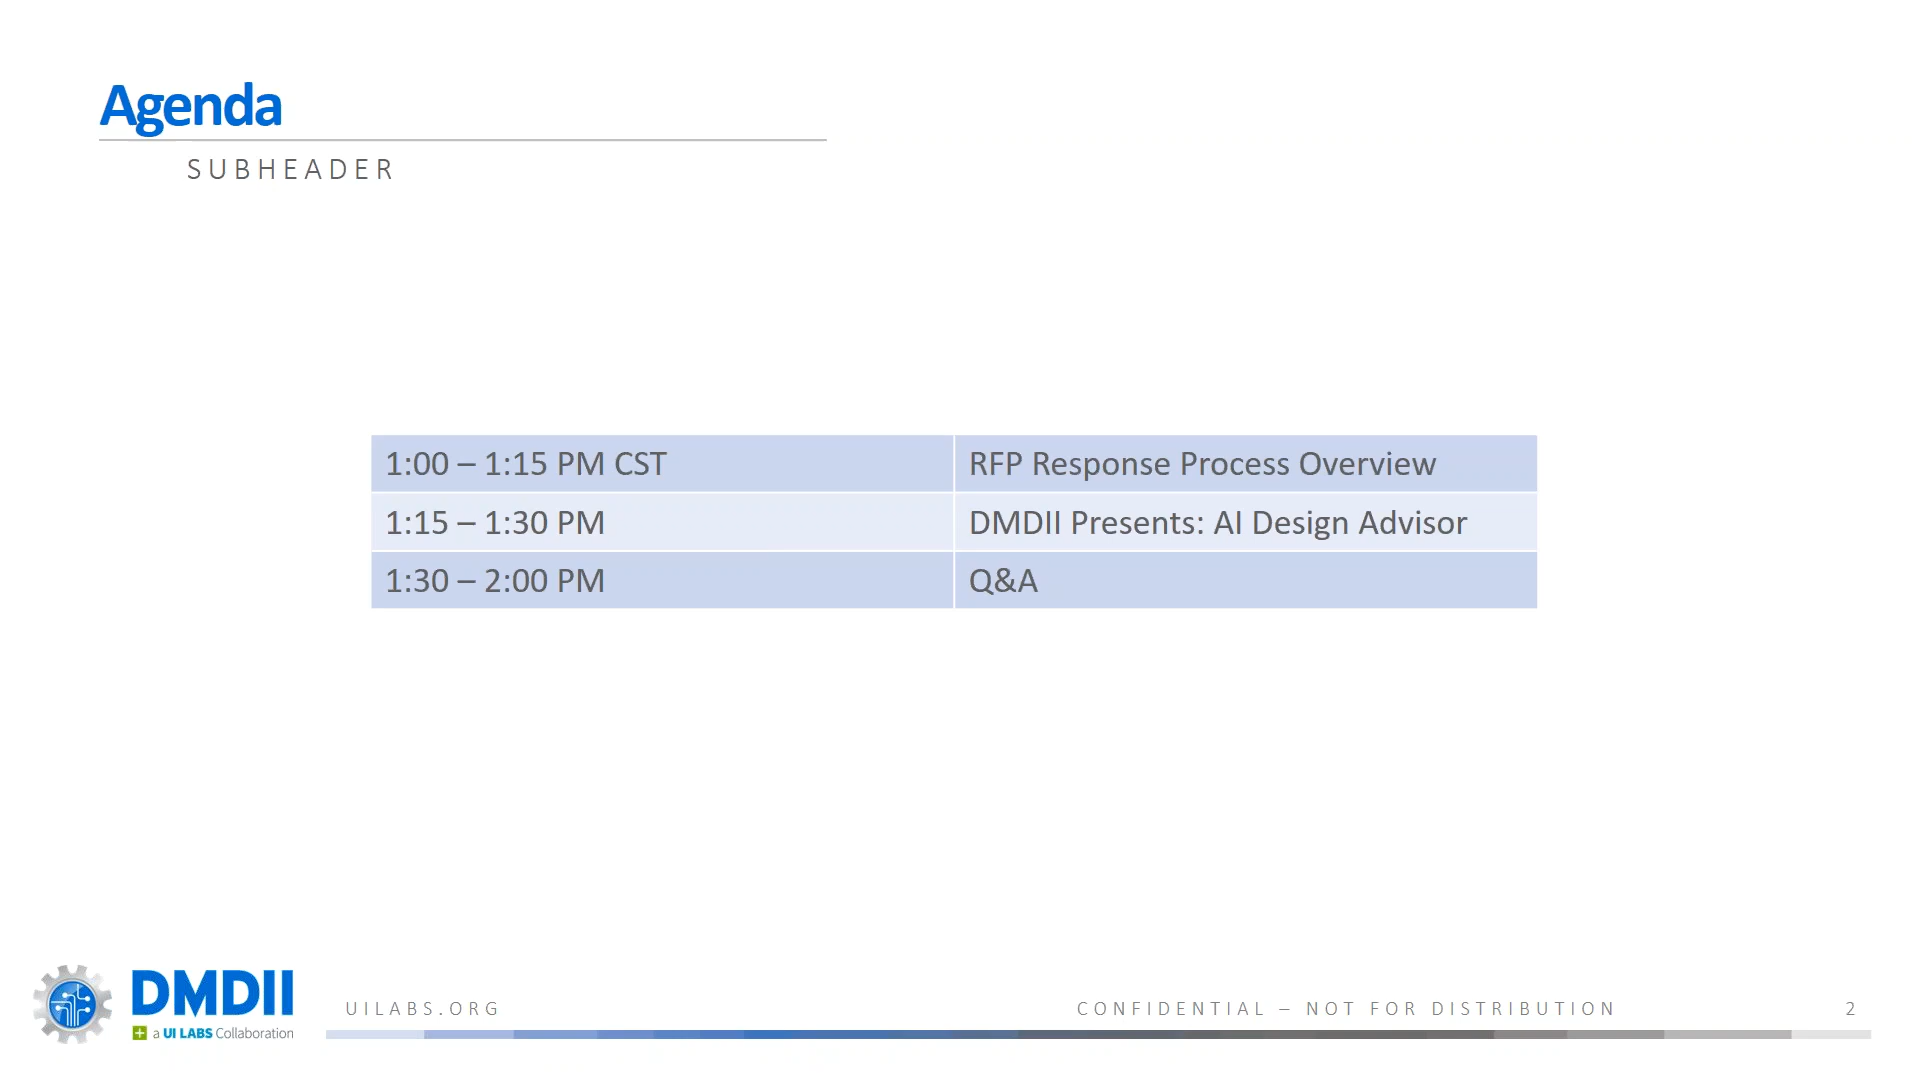 Agenda
SUBHEADER
1:00 – 1:15 PM CST RFP Response Process Overview
1:15 – 1:30 PM DMDII Presents: AI Design Advisor
1:30 – 2:00 PM Q&A
DMDII
a UI LABS Collaboration
UILABS.ORG
CONFIDENTIAL – NOT FOR DISTRIBUTION
2